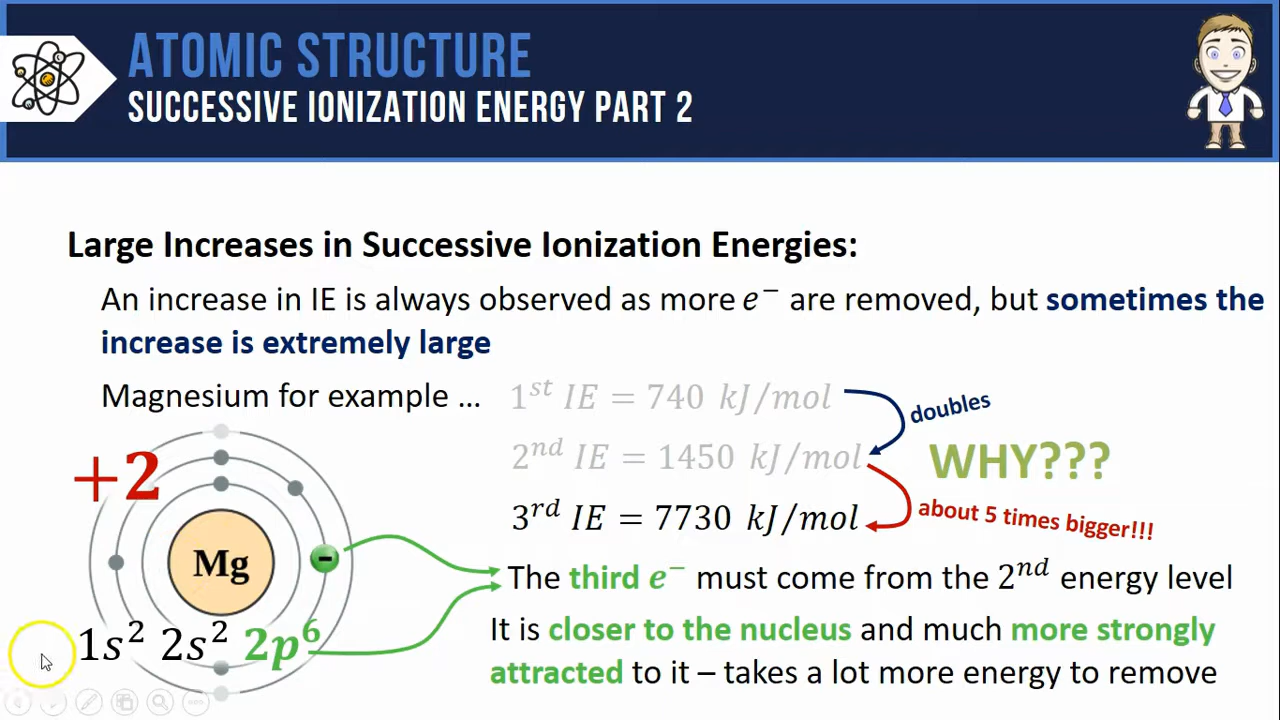 ATOMIC STRUCTURE
SUCCESSIVE IONIZATION ENERGY PART 2
Large Increases in Successive Ionization Energies:
An increase in IE is always observed as more e⁻ are removed, but sometimes the
increase is extremely large
Magnesium for example ...
1ˢᵗ IE = 740 kJ/mol
doubles
2ⁿᵈ IE = 1450 kJ/mol
WHY???
+2
3ʳᵈ IE = 7730 kJ/mol
about 5 times bigger!!!
Mg
-
The third e⁻ must come from the 2ⁿᵈ energy level
1s² 2s² 2p⁶
It is closer to the nucleus and much more strongly
attracted to it – takes a lot more energy to remove